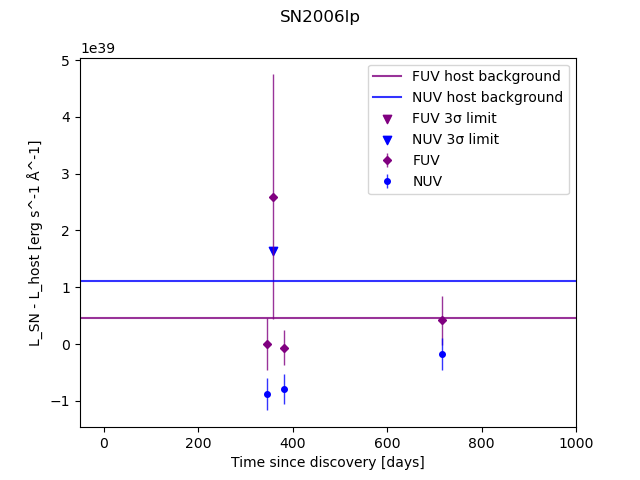 SN2006lp
1e39
FUV host background
NUV host background
FUV 3σ limit
NUV 3σ limit
FUV
NUV
L_SN - L_host [erg s^-1 Å^-1]
5
4
3
2
1
0
−1
0 200 400 600 800 1000
Time since discovery [days]